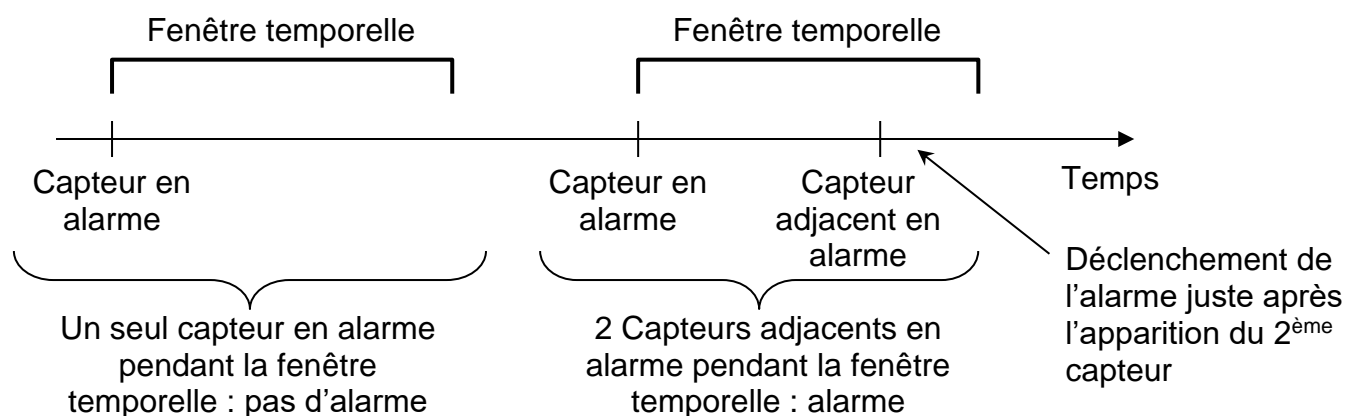 Fenêtre temporelle
Fenêtre temporelle
Capteur en
alarme
Capteur en
alarme
Capteur
adjacent en
alarme
Temps
Un seul capteur en alarme
pendant la fenêtre
temporelle : pas d’alarme
2 Capteurs adjacents en
alarme pendant la fenêtre
temporelle : alarme
Déclenchement de
l’alarme juste après
l’apparition du 2ème
capteur